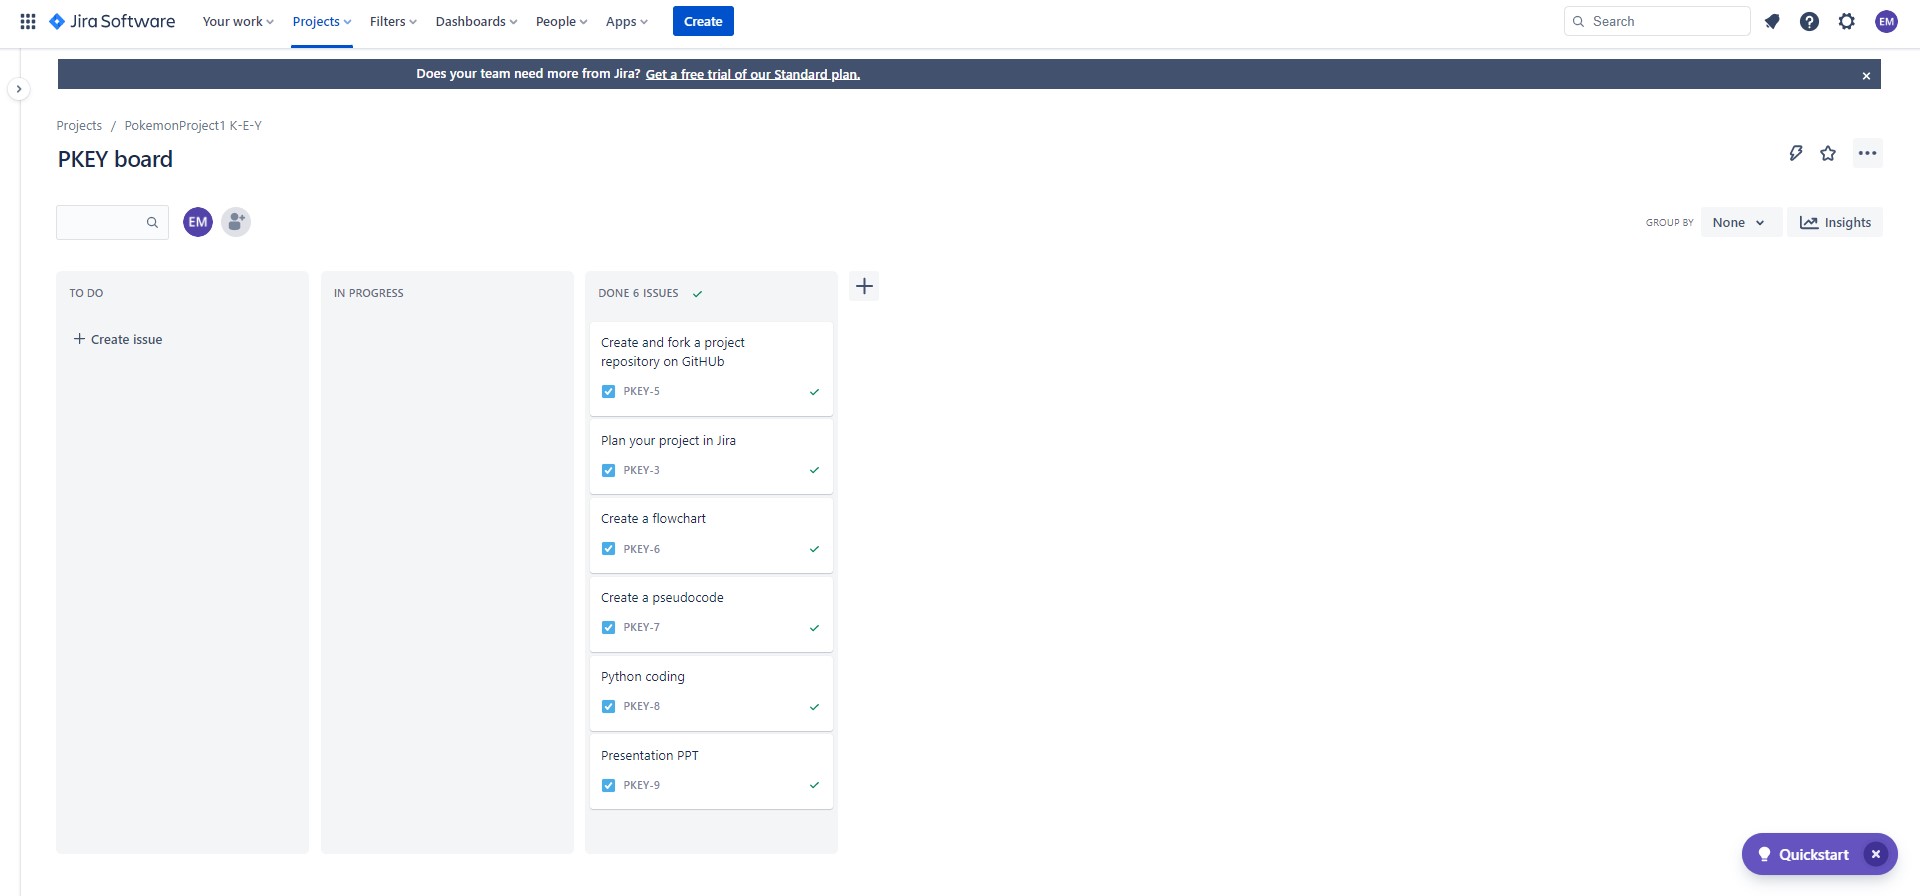 Jira Software Your work Projects Filters Dashboards People Apps Create Search EM
Does your team need more from Jira? Get a free trial of our Standard plan.
Projects / PokemonProject1 K-E-Y
PKEY board
EM GROUP BY None Insights
TO DO
Create issue
IN PROGRESS
DONE 6 ISSUES
Create and fork a project
repository on GitHUb
PKEY-5
Plan your project in Jira
PKEY-3
Create a flowchart
PKEY-6
Create a pseudocode
PKEY-7
Python coding
PKEY-8
Presentation PPT
PKEY-9
Quickstart